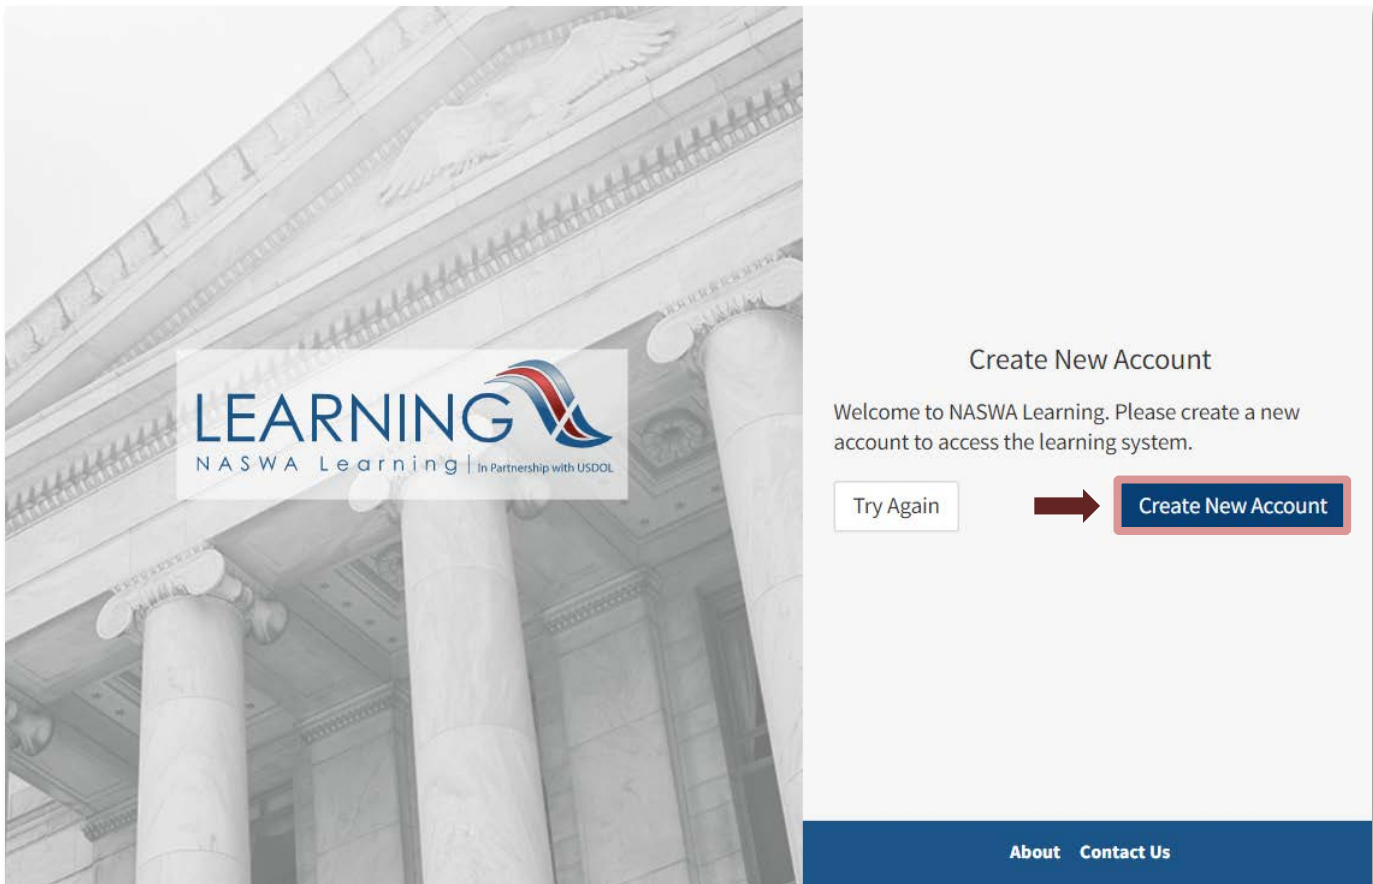 LEARNING
NASWA Learning | In Partnership with USDOL
Create New Account
Welcome to NASWA Learning. Please create a new
account to access the learning system.
Try Again
Create New Account
About Contact Us